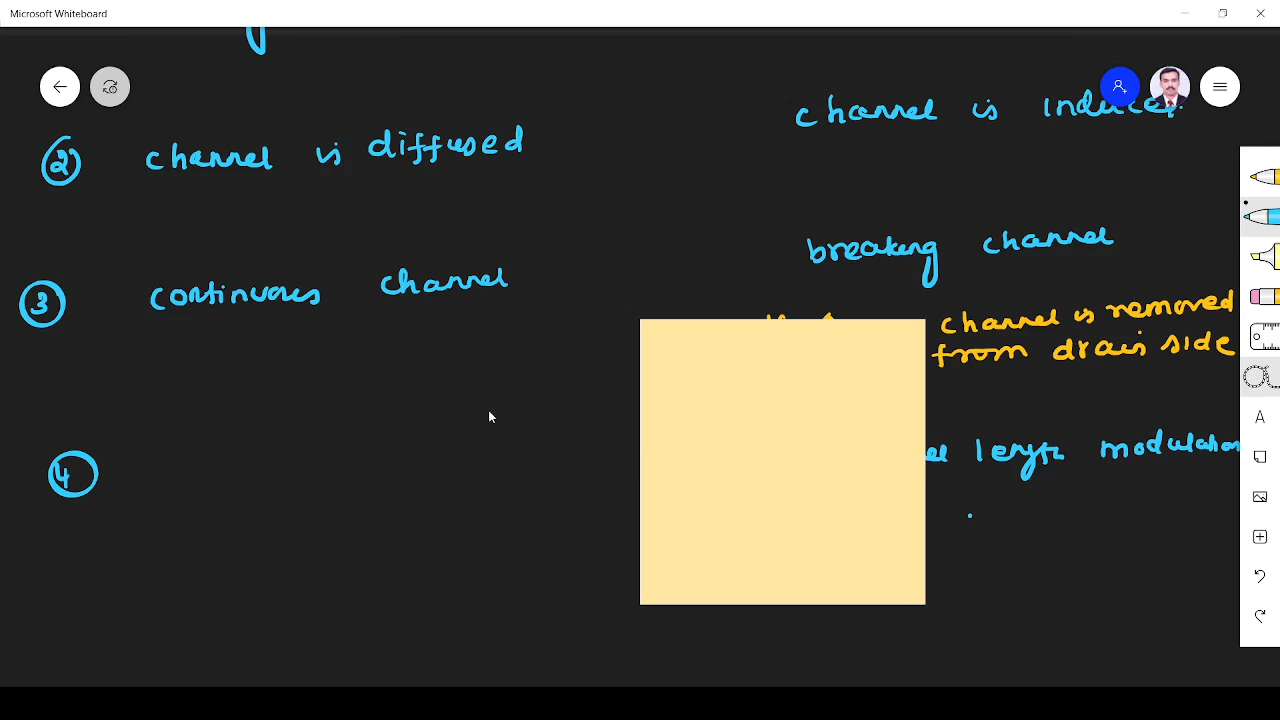 Microsoft Whiteboard
channel is induced.
② channel is diffused
breaking channel
③ continuous channel
channel is removed
from drain side
length modulation
④
A